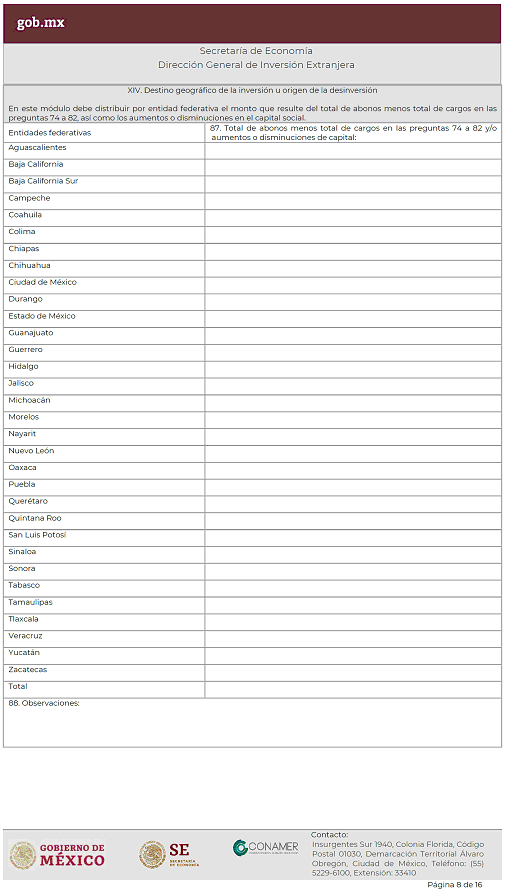 gob.mx
Secretaría de Economía
Dirección General de Inversión Extranjera
XIV. Destino geográfico de la inversión u origen de la desinversión
En este módulo debe distribuir por entidad federativa el monto que resulte del total de abonos menos total de cargos en las
preguntas 74 a 82, así como los aumentos o disminuciones en el capital social.
Entidades federativas
87. Total de abonos menos total de cargos en las preguntas 74 a 82 y/o
aumentos o disminuciones de capital:
Aguascalientes
Baja California
Baja California Sur
Campeche
Coahuila
Colima
Chiapas
Chihuahua
Ciudad de México
Durango
Estado de México
Guanajuato
Guerrero
Hidalgo
Jalisco
Michoacán
Morelos
Nayarit
Nuevo León
Oaxaca
Puebla
Querétaro
Quintana Roo
San Luis Potosí
Sinaloa
Sonora
Tabasco
Tamaulipas
Tlaxcala
Veracruz
Yucatán
Zacatecas
Total
88. Observaciones:
GOBIERNO DE
MÉXICO
SE
SECRETARÍA
DE ECONOMÍA
CONAMER
Contacto:
Insurgentes Sur 1940, Colonia Florida, Código
Postal 01030, Demarcación Territorial Álvaro
Obregón, Ciudad de México, Teléfono: (55)
5229-6100, Extensión: 33410
Página 8 de 16